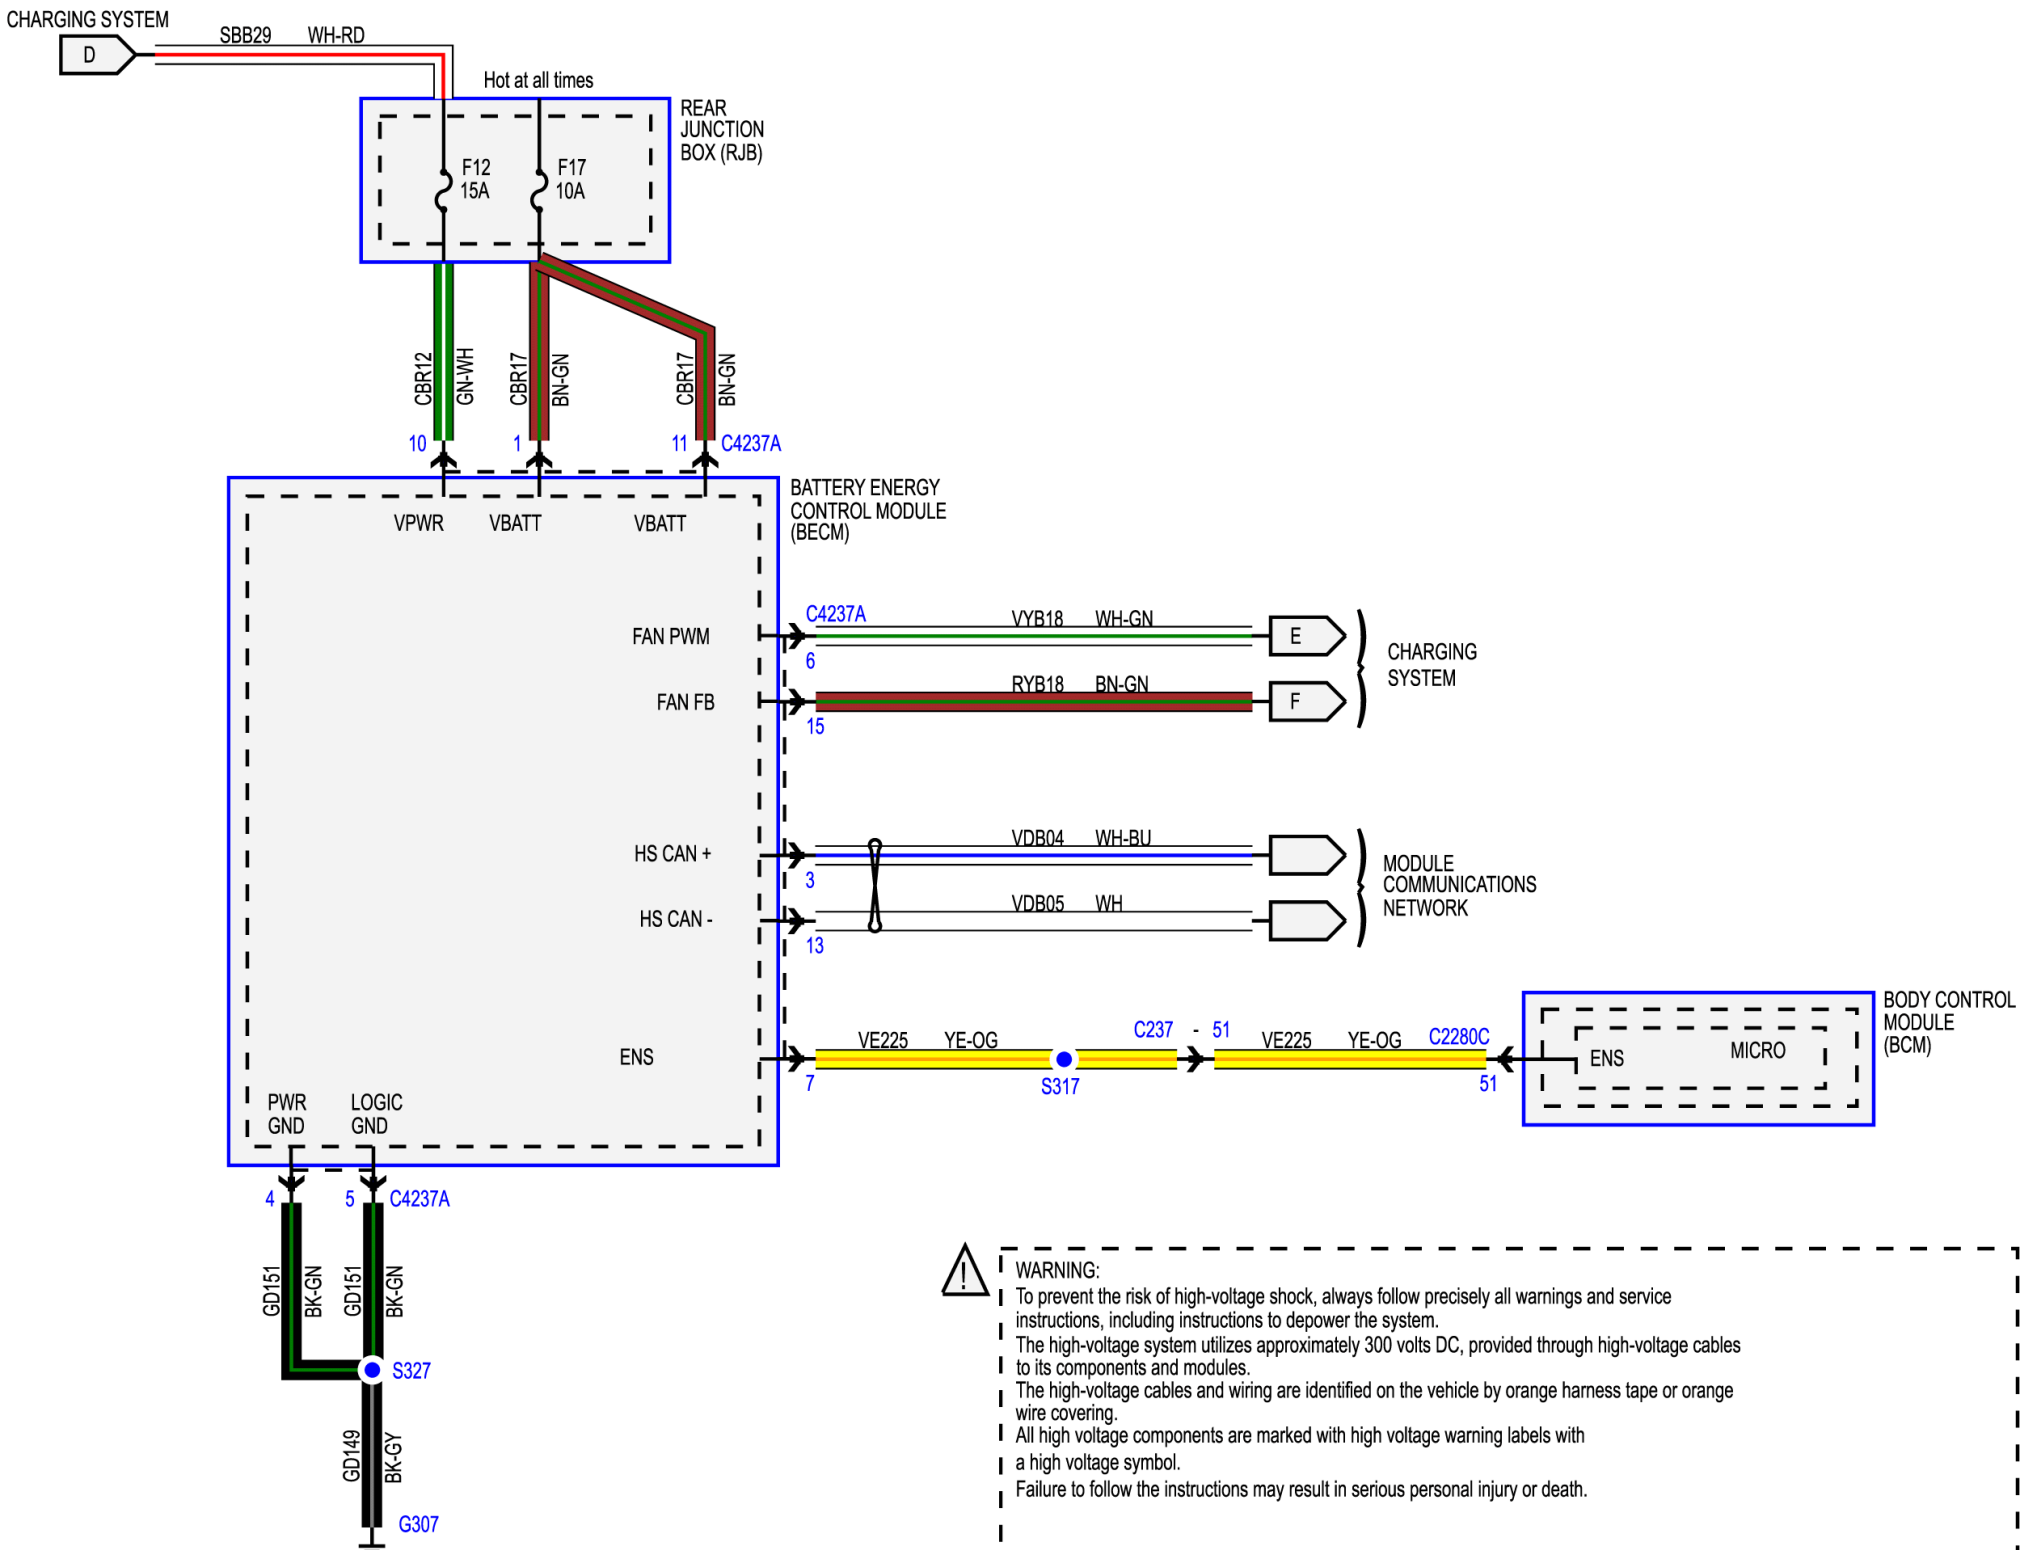 CHARGING SYSTEM
D
SBB29 WH-RD
Hot at all times
REAR
JUNCTION
BOX (RJB)
F12
15A
F17
10A
CBR12
GN-WH
CBR17
BN-GN
CBR17
BN-GN
10
1
11
C4237A
BATTERY ENERGY
CONTROL MODULE
(BECM)
VPWR
VBATT
VBATT
FAN PWM
C4237A
6
VYB18 WH-GN
E
FAN FB
15
RYB18 BN-GN
F
CHARGING
SYSTEM
HS CAN +
3
VDB04 WH-BU
HS CAN -
13
VDB05 WH
MODULE
COMMUNICATIONS
NETWORK
ENS
7
VE225 YE-OG
S317
C237 - 51
VE225 YE-OG
C2280C
51
ENS
MICRO
BODY CONTROL
MODULE
(BCM)
PWR
GND
LOGIC
GND
4
5
C4237A
GD151
BK-GN
GD151
BK-GN
S327
GD149
BK-GY
G307
!
WARNING:
To prevent the risk of high-voltage shock, always follow precisely all warnings and service
instructions, including instructions to depower the system.
The high-voltage system utilizes approximately 300 volts DC, provided through high-voltage cables
to its components and modules.
The high-voltage cables and wiring are identified on the vehicle by orange harness tape or orange
wire covering.
All high voltage components are marked with high voltage warning labels with
a high voltage symbol.
Failure to follow the instructions may result in serious personal injury or death.